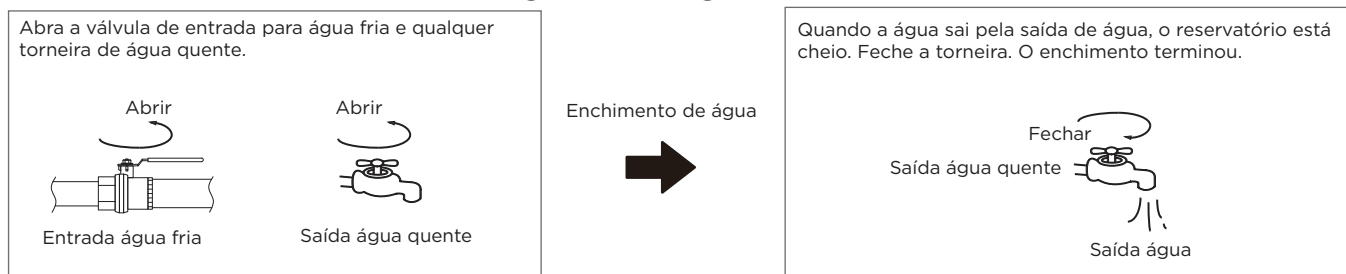 Abra a válvula de entrada para água fria e qualquer
torneira de água quente.
Abrir
Abrir
Entrada água fria
Saída água quente
Enchimento de água
Quando a água sai pela saída de água, o reservatório está
cheio. Feche a torneira. O enchimento terminou.
Fechar
Saída água quente
Saída água